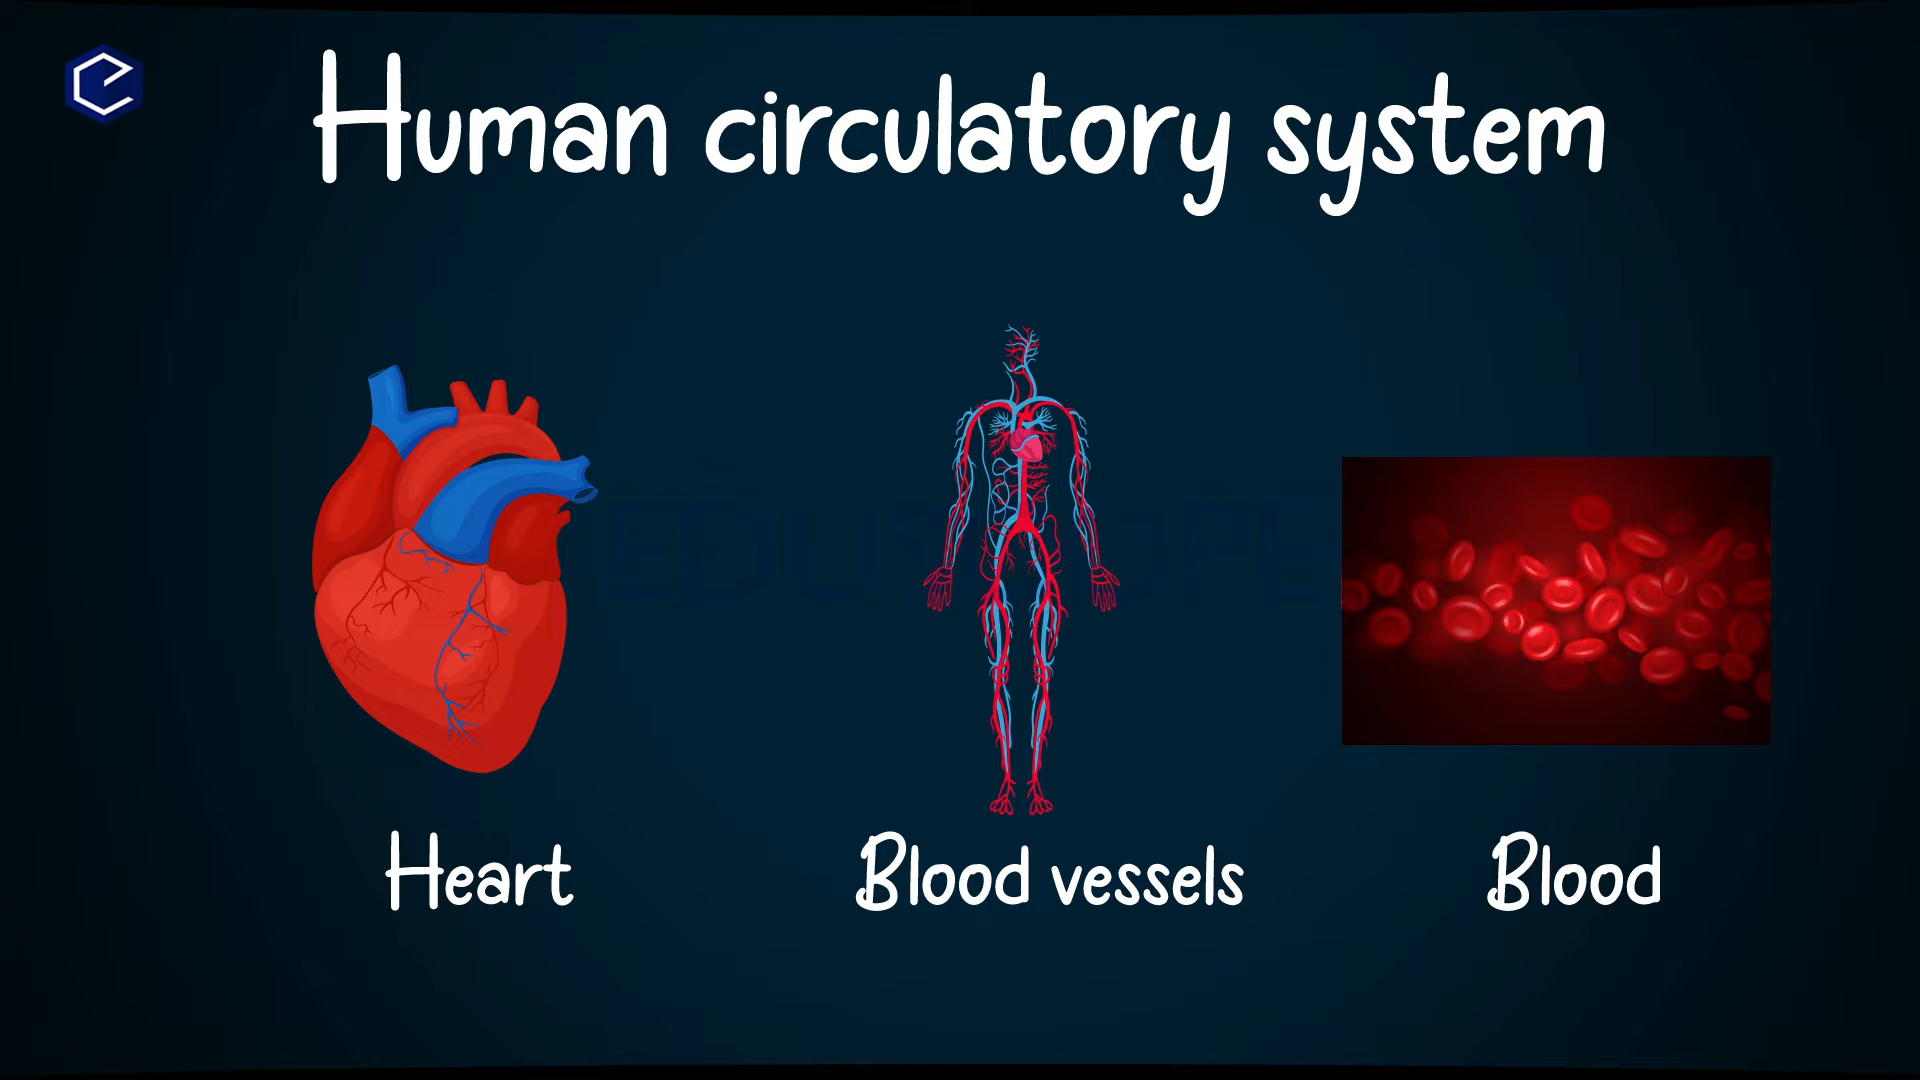 Human circulatory system
Heart
Blood vessels
Blood